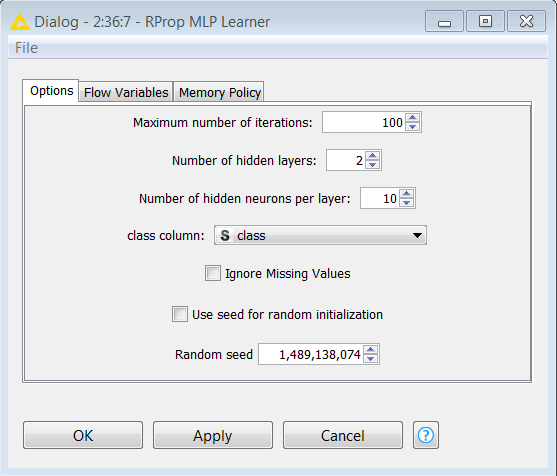 Dialog - 2:36:7 - RProp MLP Learner
File
Options Flow Variables Memory Policy
Maximum number of iterations: 100
Number of hidden layers: 2
Number of hidden neurons per layer: 10
class column: S class
Ignore Missing Values
Use seed for random initialization
Random seed 1,489,138,074
OK Apply Cancel ?